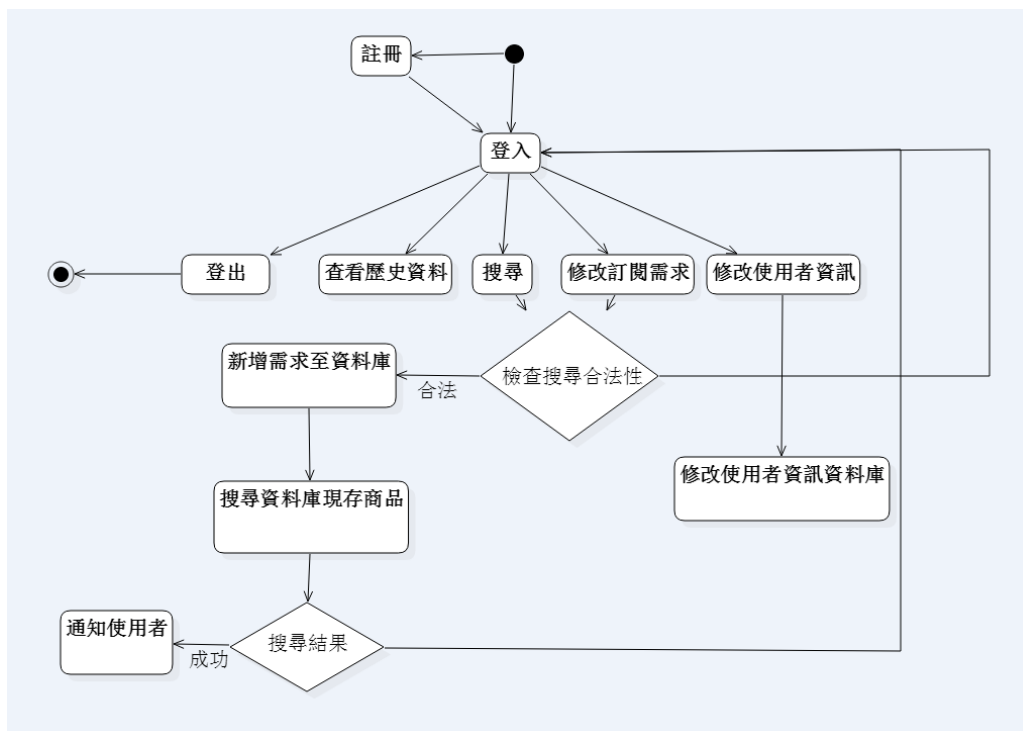 註冊
登入
登出
查看歷史資料
搜尋
修改訂閱需求
修改使用者資訊
新增需求至資料庫
合法
檢查搜尋合法性
搜尋資料庫現存商品
修改使用者資訊資料庫
通知使用者
成功
搜尋結果